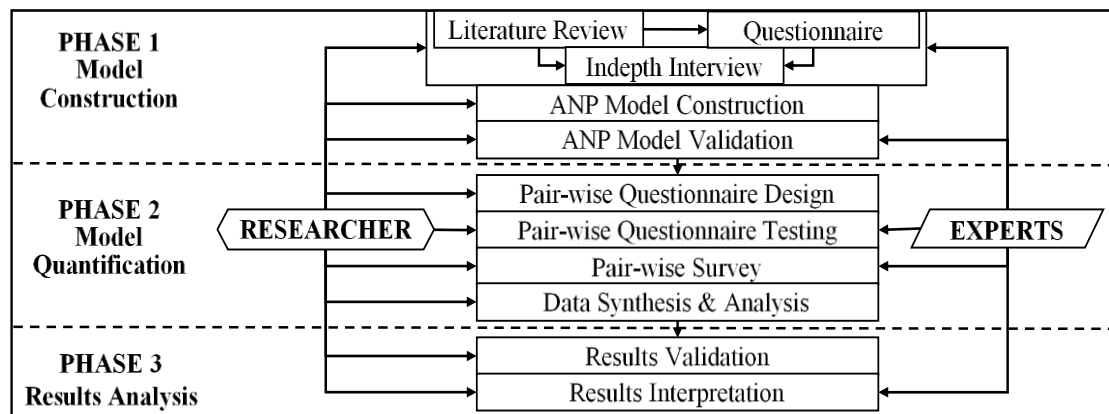 PHASE 1
Model
Construction
Literature Review
Questionnaire
Indepth Interview
ANP Model Construction
ANP Model Validation
PHASE 2
Model
Quantification
RESEARCHER
Pair-wise Questionnaire Design
Pair-wise Questionnaire Testing
Pair-wise Survey
Data Synthesis & Analysis
EXPERTS
PHASE 3
Results Analysis
Results Validation
Results Interpretation